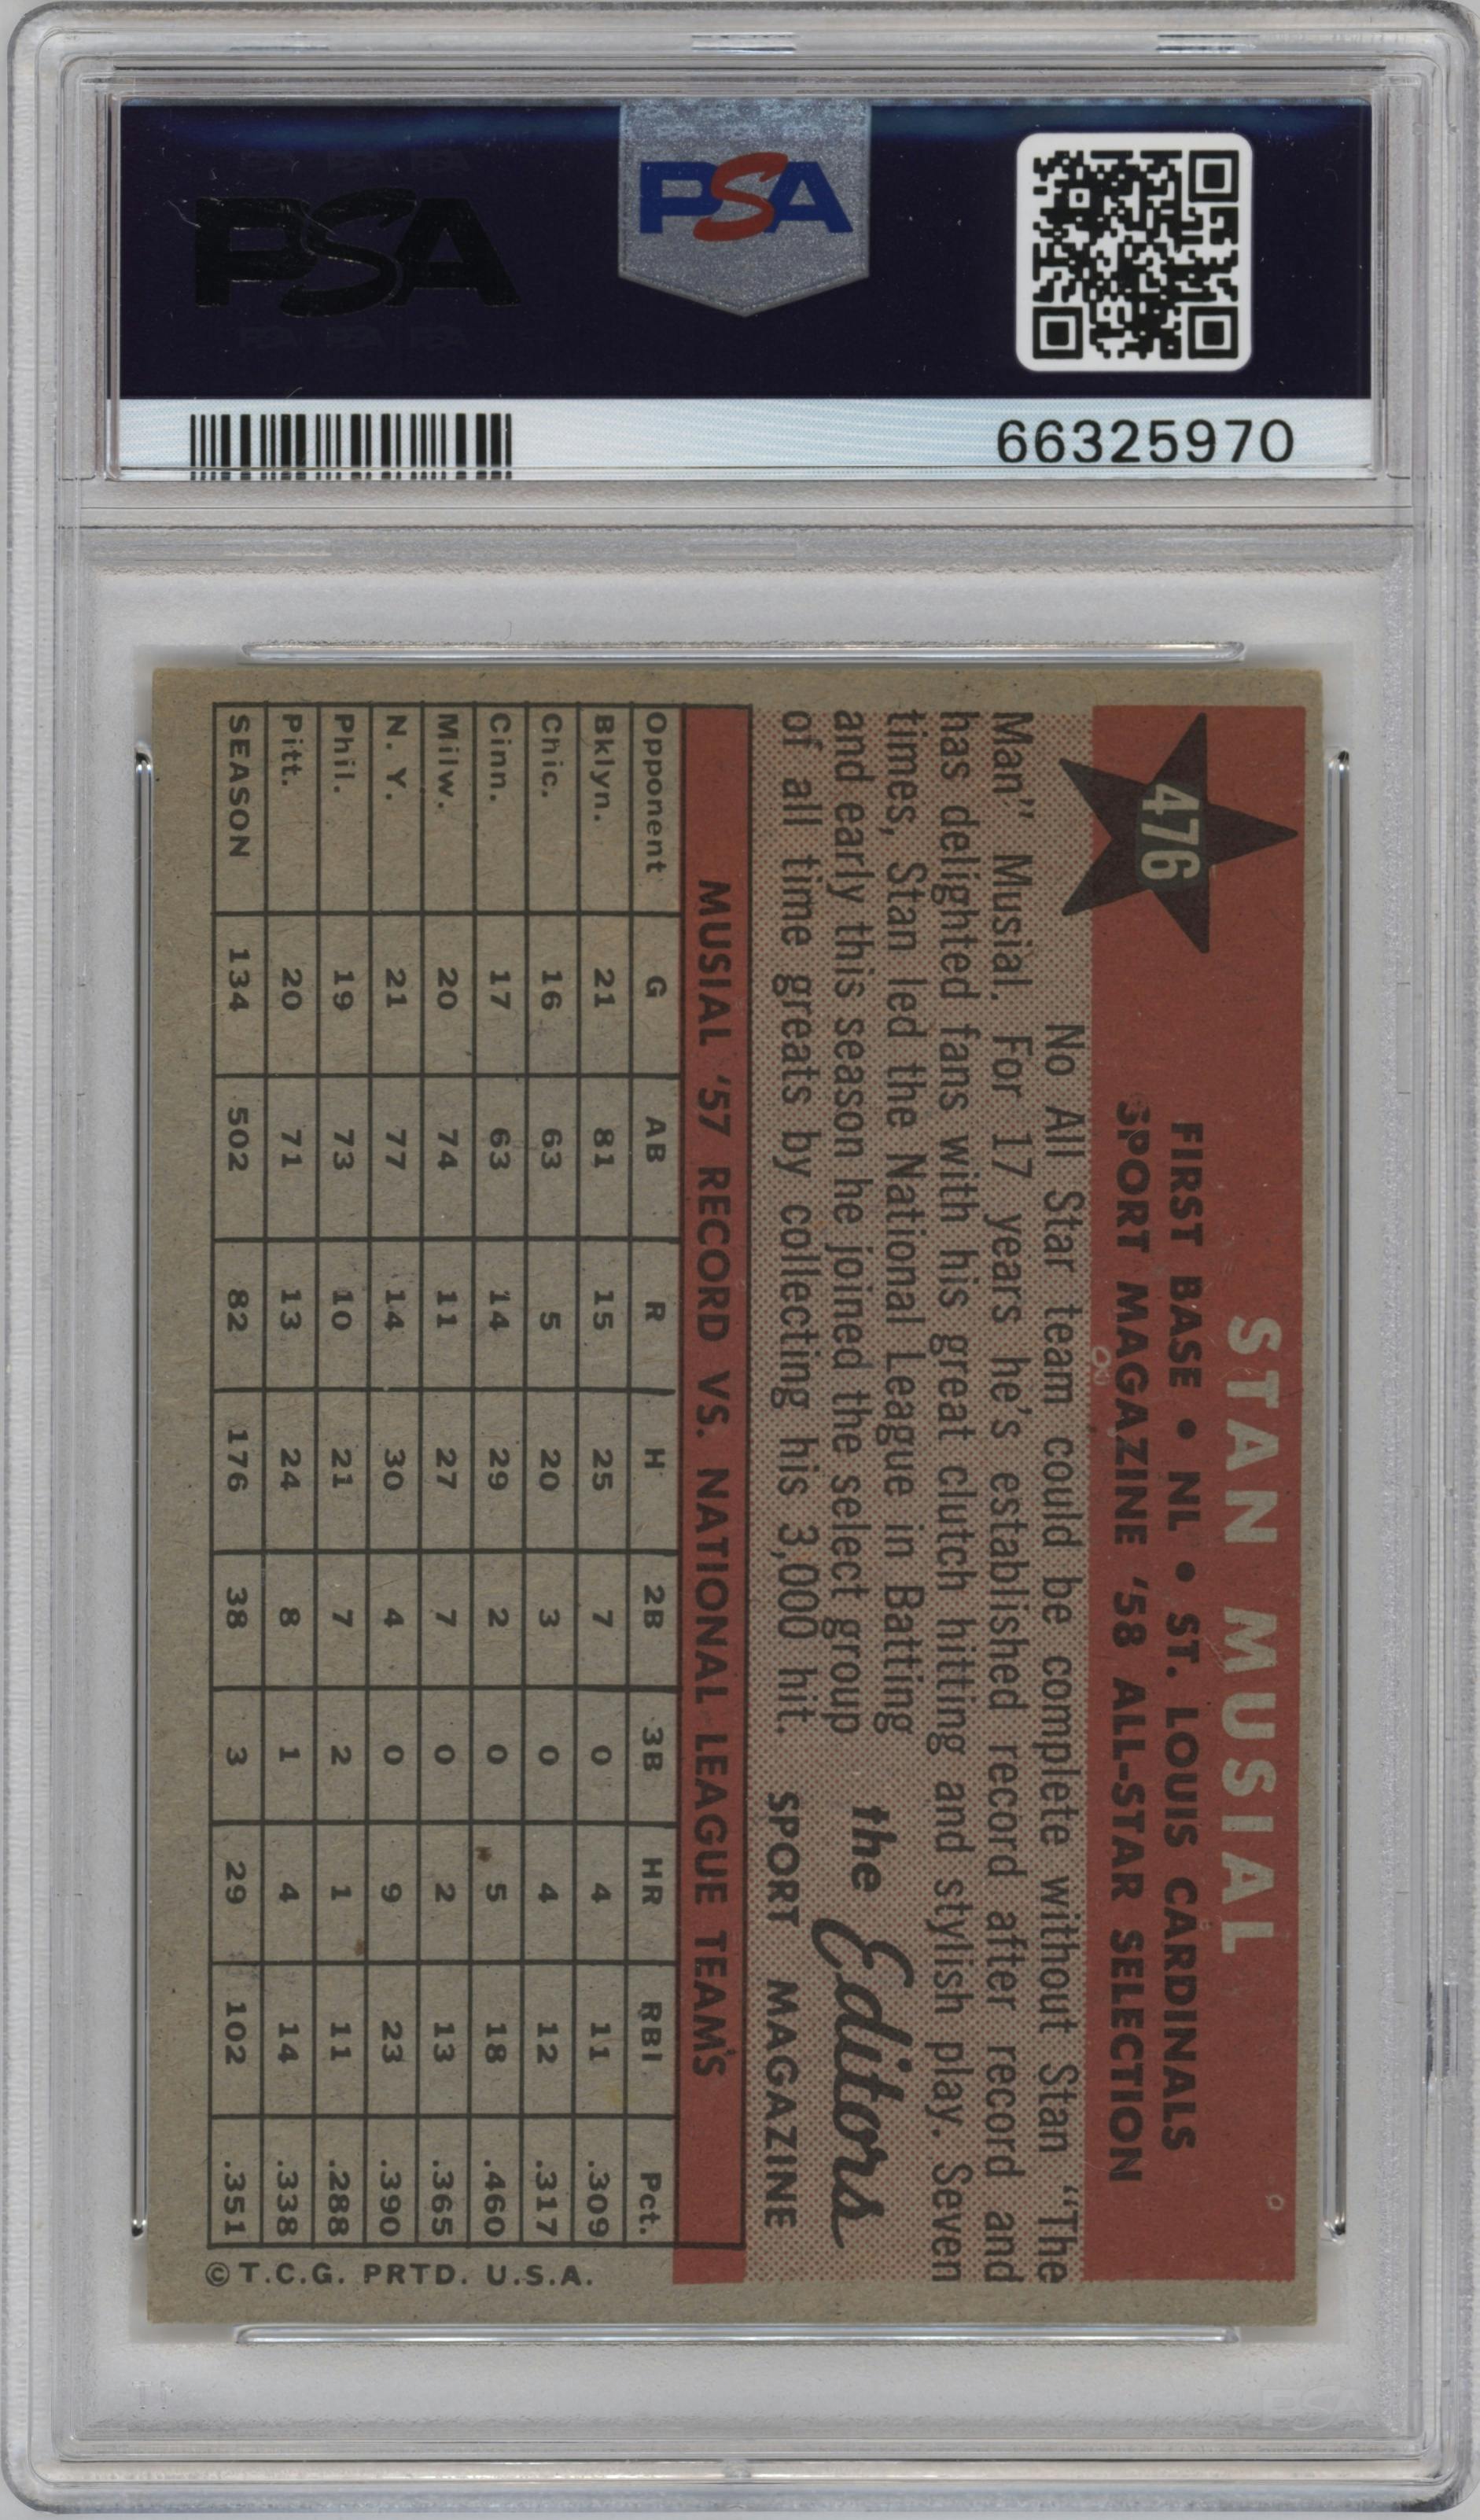 PSA
PSA
66325970
476
STAN MUSIAL
FIRST BASE • NL • ST. LOUIS CARDINALS
SPORT MAGAZINE '58 ALL-STAR SELECTION
No All Star team could be complete without Stan "The
Man" Musial. For 17 years he's established record after record and
has delighted fans with his great clutch hitting and stylish play. Seven
times, Stan led the National League in Batting
and early this season he joined the select group
of all time greats by collecting his 3,000 hit.
the Editors
SPORT MAGAZINE
MUSIAL '57 RECORD VS. NATIONAL LEAGUE TEAM'S
Opponent G AB R H 2B 3B HR RBI Pct.
Bklyn. 21 81 15 25 7 0 4 11 .309
Chic. 16 63 5 20 3 0 4 12 .317
Cinn. 17 63 14 29 2 0 5 18 .460
Milw. 20 74 11 27 7 0 2 13 .365
N. Y. 21 77 14 30 4 0 9 23 .390
Phil. 19 73 10 21 7 2 1 11 .288
Pitt. 20 71 13 24 8 1 4 14 .338
SEASON 134 502 82 176 38 3 29 102 .351
© T.C.G. PRTD. U.S.A.
PSA